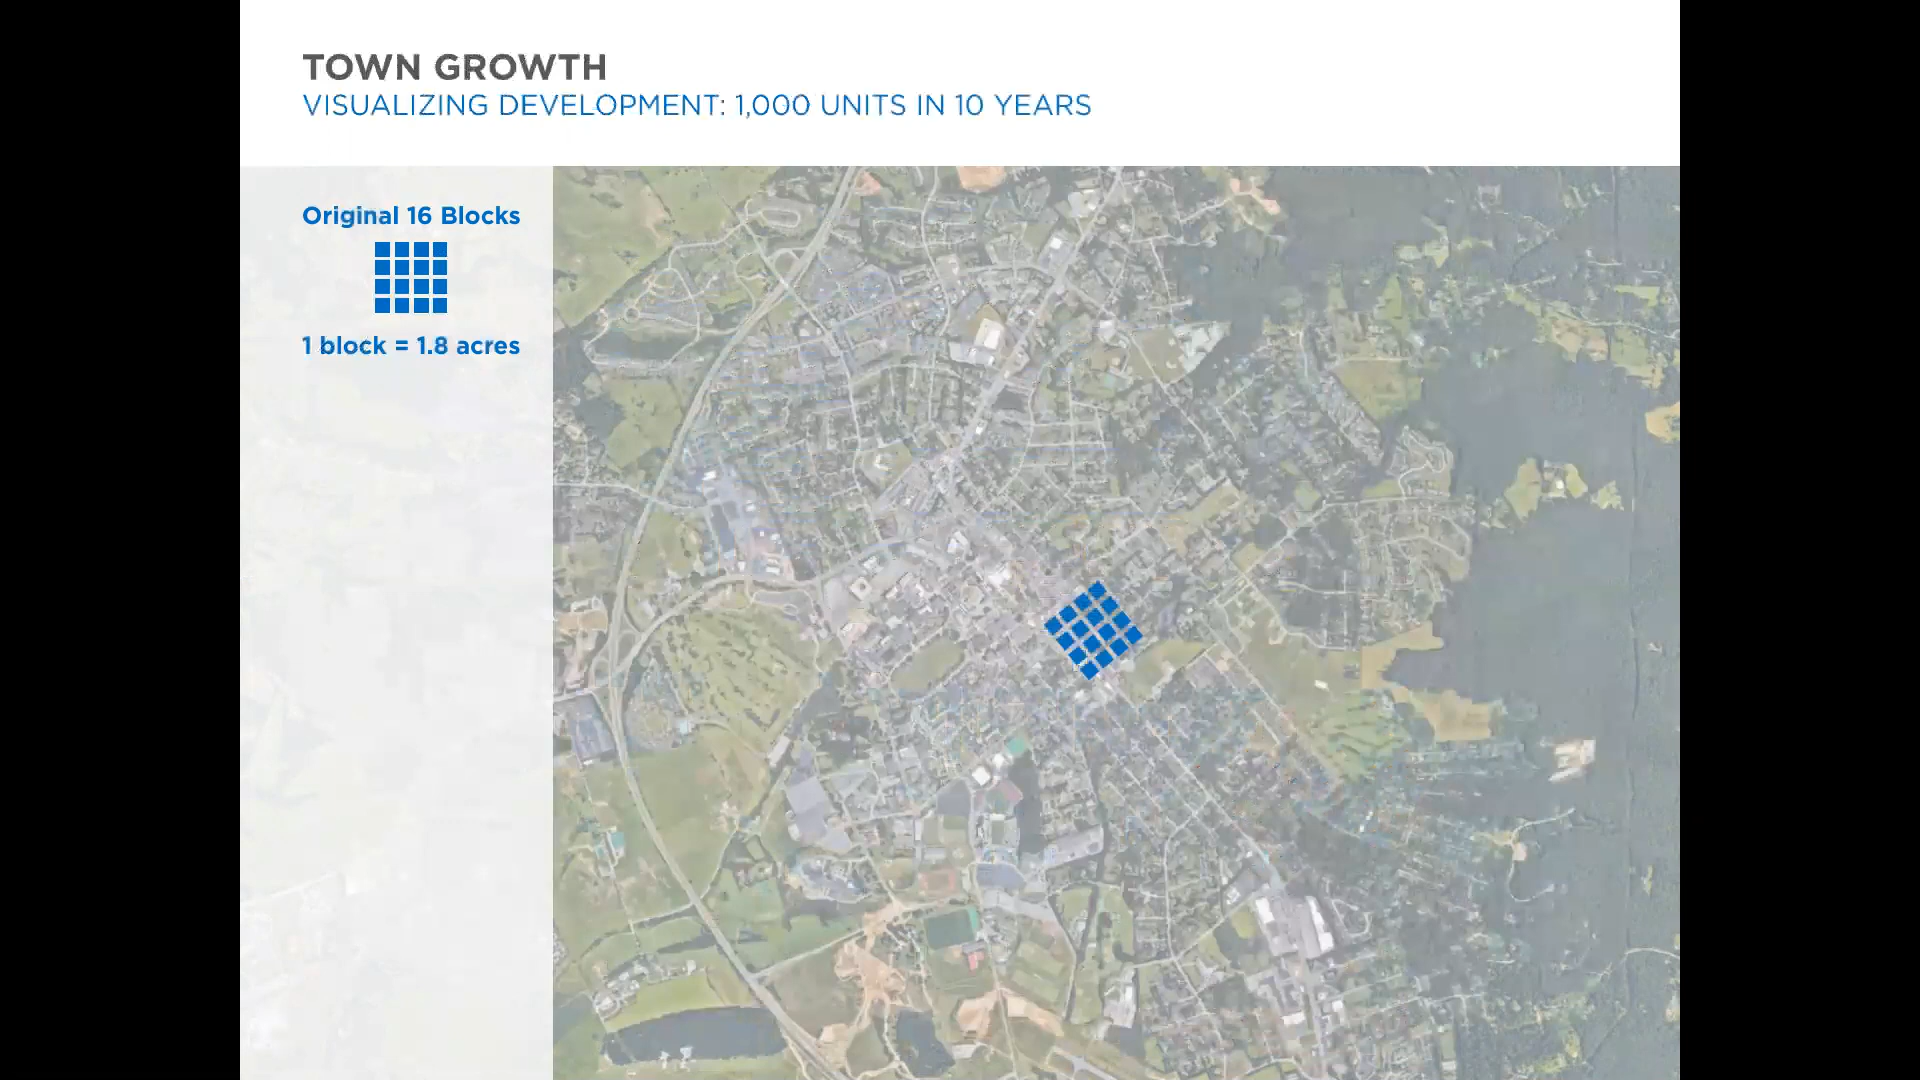 TOWN GROWTH
VISUALIZING DEVELOPMENT: 1,000 UNITS IN 10 YEARS
Original 16 Blocks
1 block = 1.8 acres